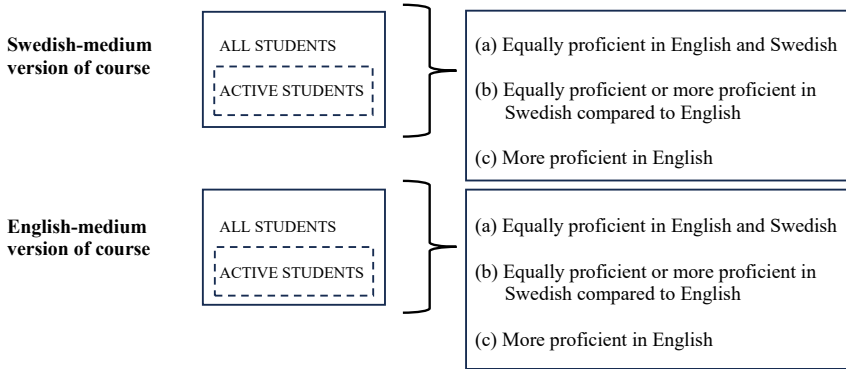 Swedish-medium
version of course
ALL STUDENTS
ACTIVE STUDENTS
(a) Equally proficient in English and Swedish
(b) Equally proficient or more proficient in
Swedish compared to English
(c) More proficient in English
English-medium
version of course
ALL STUDENTS
ACTIVE STUDENTS
(a) Equally proficient in English and Swedish
(b) Equally proficient or more proficient in
Swedish compared to English
(c) More proficient in English